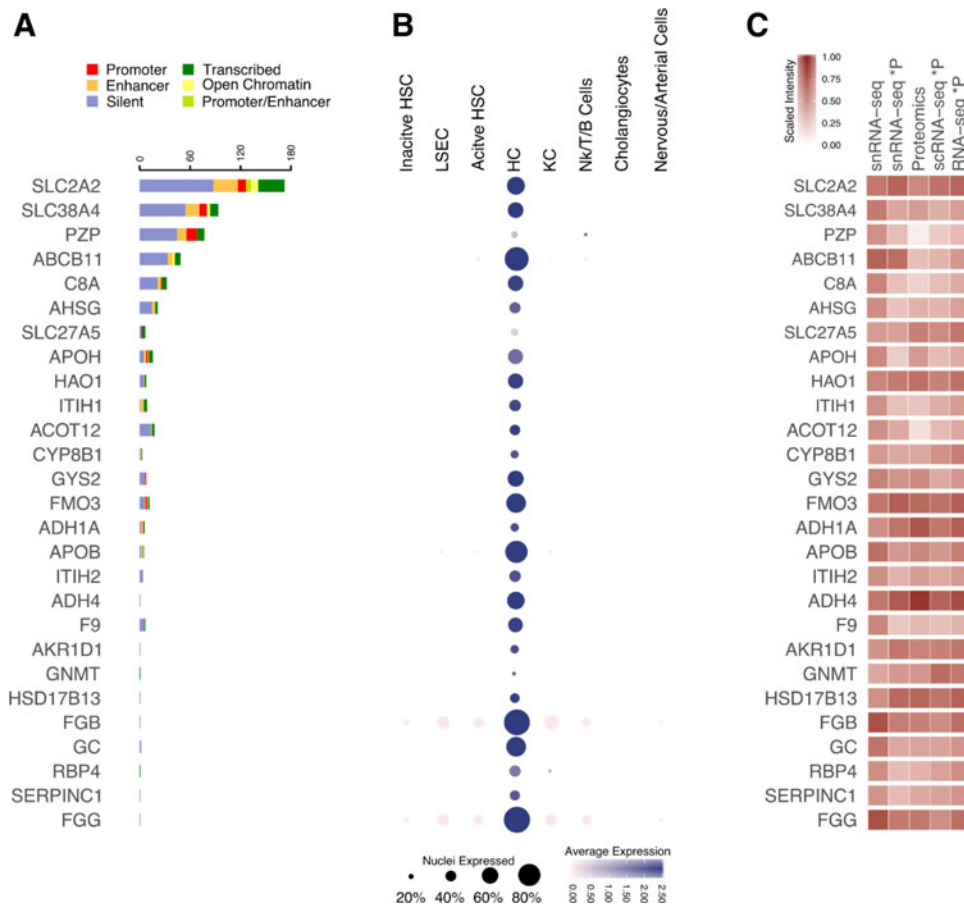 A
B
C
Promoter
Enhancer
Silent
Transcribed
Open Chromatin
Promoter/Enhancer
0
60
120
180
Inacitve HSC
LSEC
Acitve HSC
HC
KC
Nk/T/B Cells
Cholangiocytes
Nervous/Arterial Cells
Scaled Intensity
1.00
0.75
0.50
0.25
0.00
snRNA-seq
snRNA-seq *P
Proteomics
scRNA-seq *P
RNA-seq *P
SLC2A2
SLC38A4
PZP
ABCB11
C8A
AHSG
SLC27A5
APOH
HAO1
ITIH1
ACOT12
CYP8B1
GYS2
FMO3
ADH1A
APOB
ITIH2
ADH4
F9
AKR1D1
GNMT
HSD17B13
FGB
GC
RBP4
SERPINC1
FGG
SLC2A2
SLC38A4
PZP
ABCB11
C8A
AHSG
SLC27A5
APOH
HAO1
ITIH1
ACOT12
CYP8B1
GYS2
FMO3
ADH1A
APOB
ITIH2
ADH4
F9
AKR1D1
GNMT
HSD17B13
FGB
GC
RBP4
SERPINC1
FGG
Nuclei Expressed
20% 40% 60% 80%
Average Expression
0.00
0.50
1.00
1.50
2.00
2.50